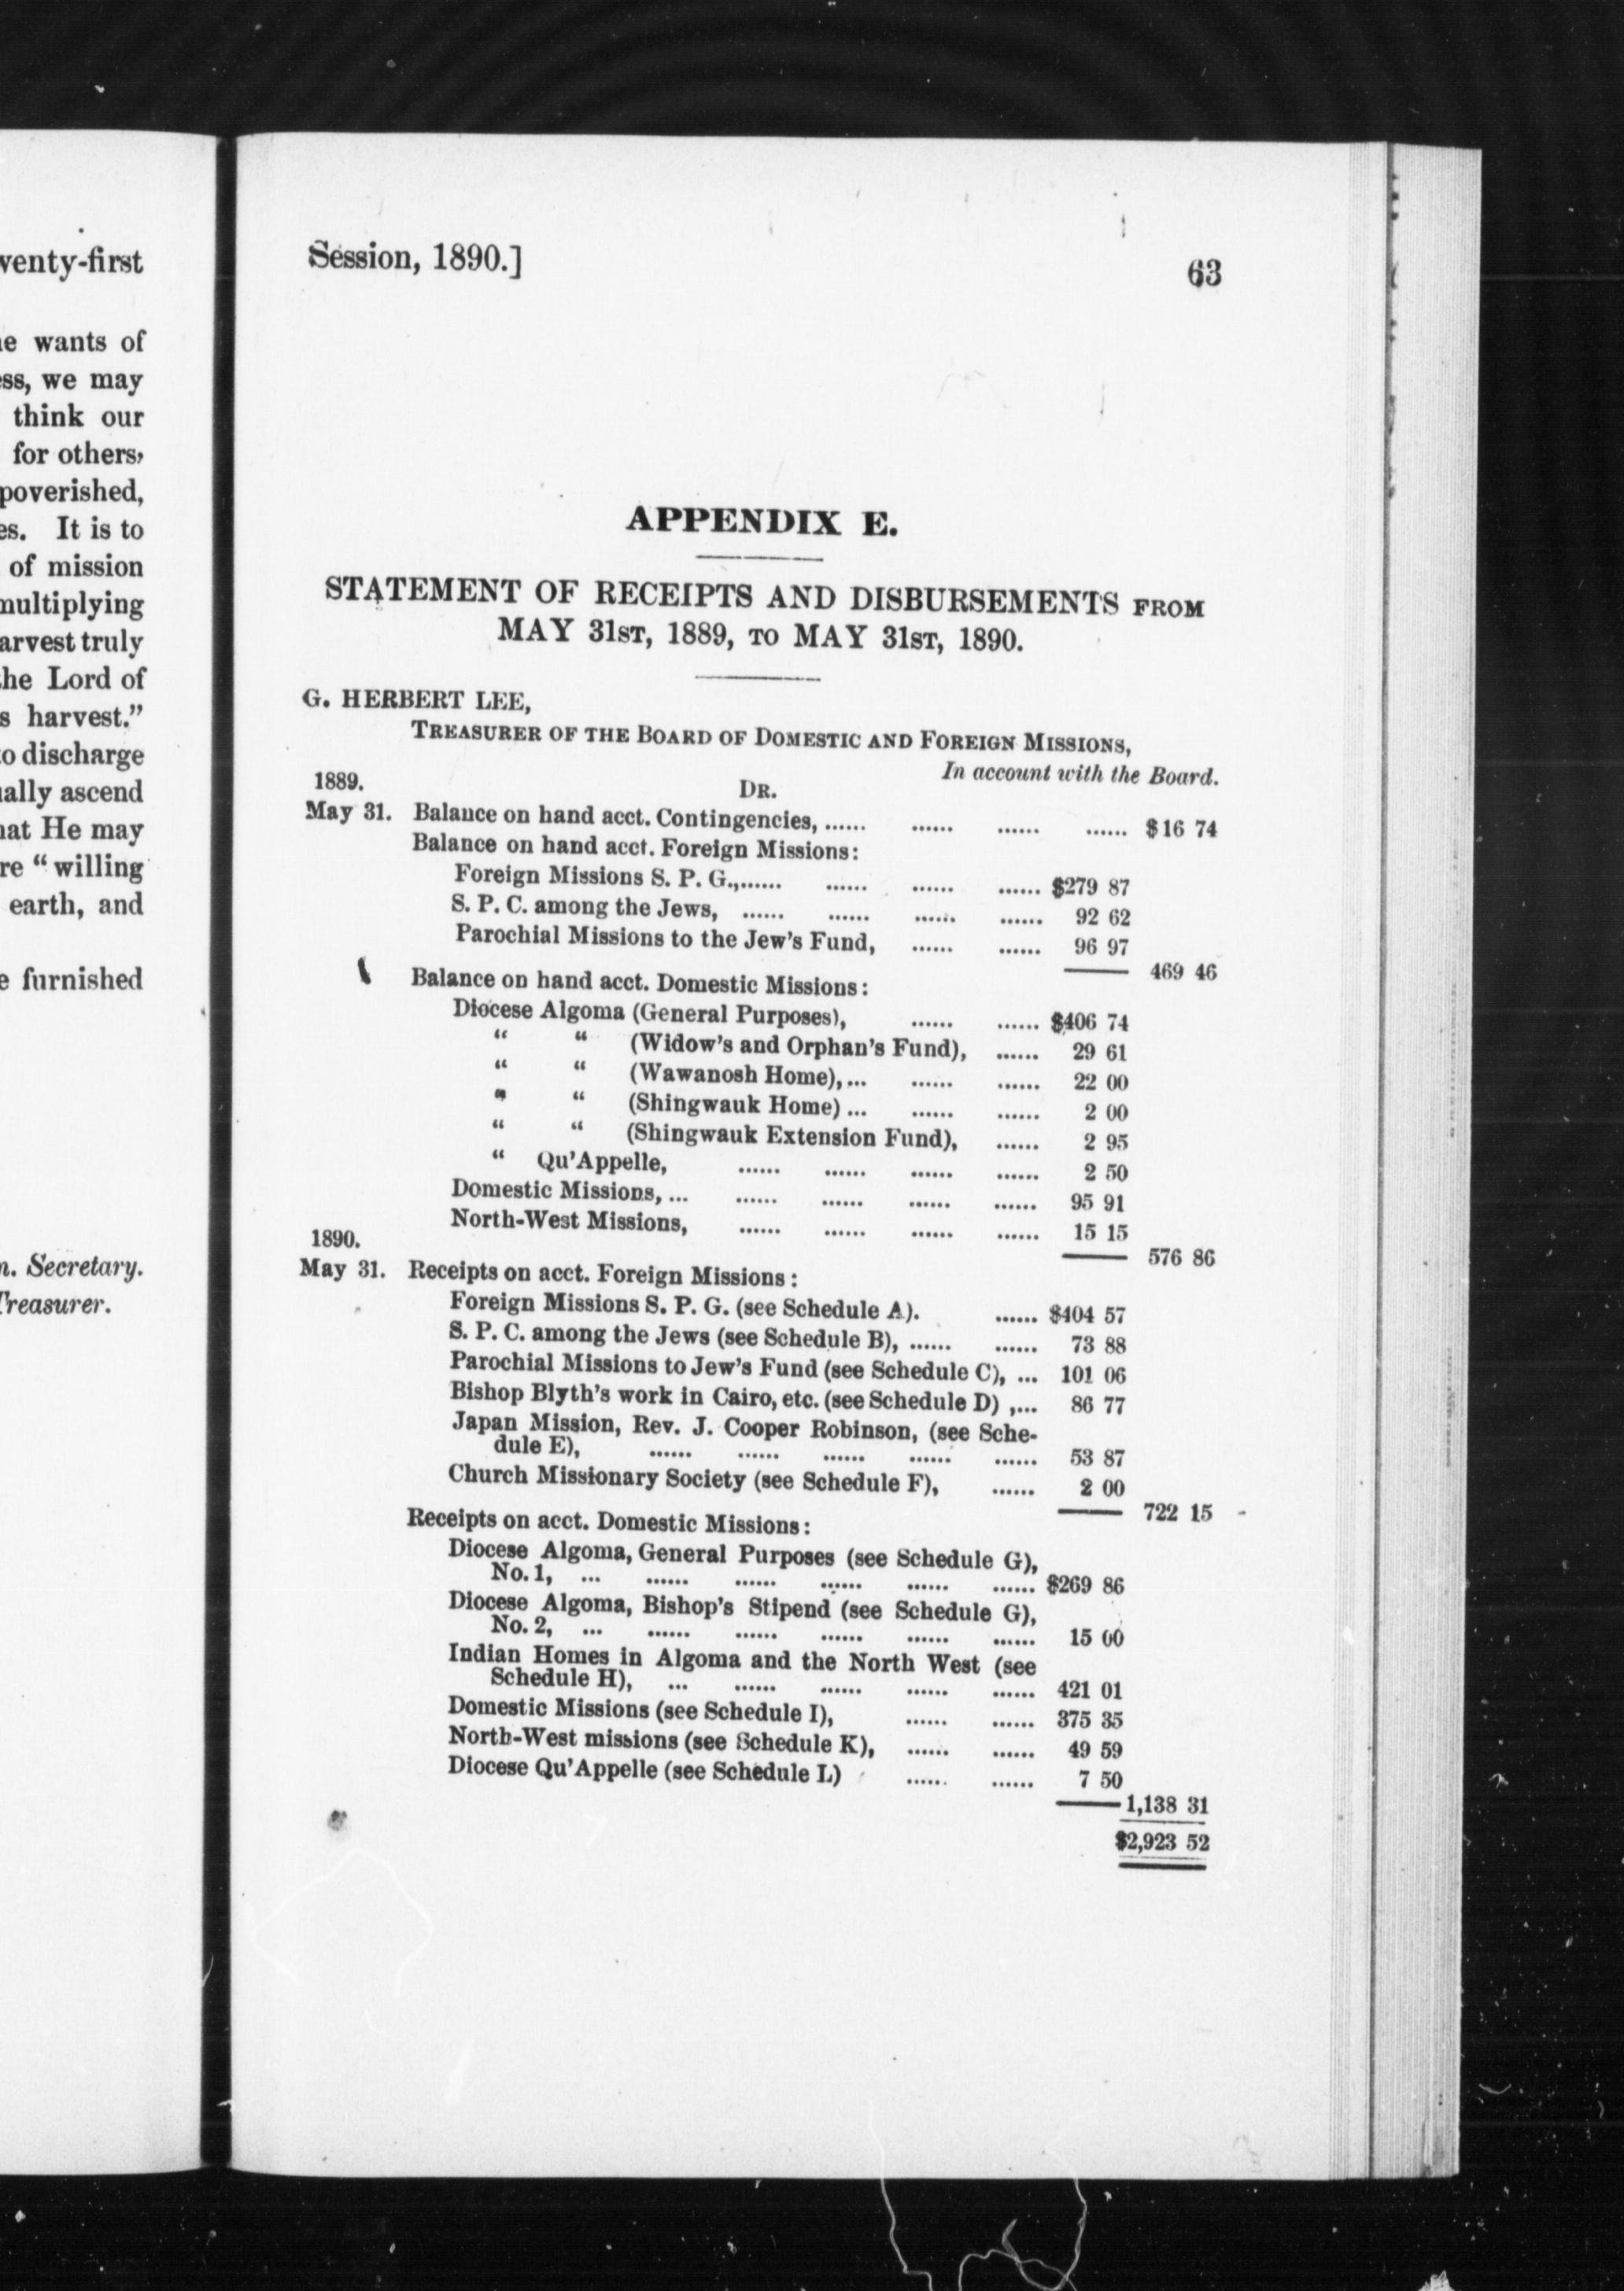 venty-first
e wants of
ess, we may
think our
for others,
poverished,
es. It is to
of mission
multiplying
arvest truly
the Lord of
s harvest."
to discharge
ually ascend
hat He may
re " willing
earth, and
e furnished
n. Secretary.
Treasurer.
Session, 1890.]
63
APPENDIX E.
STATEMENT OF RECEIPTS AND DISBURSEMENTS FROM
MAY 31ST, 1889, TO MAY 31ST, 1890.
G. HERBERT LEE,
TREASURER OF THE BOARD OF DOMESTIC AND FOREIGN MISSIONS,
In account with the Board.
1889. DR.
May 31. Balance on hand acct. Contingencies, ...... ...... ...... ...... $16 74
Balance on hand acct. Foreign Missions:
Foreign Missions S. P. G.,...... ...... ...... ...... $279 87
S. P. C. among the Jews, ...... ...... ...... ...... 92 62
Parochial Missions to the Jew's Fund, ...... ...... 96 97
469 46
Balance on hand acct. Domestic Missions:
Diocese Algoma (General Purposes), ...... ...... $406 74
" " (Widow's and Orphan's Fund), ...... 29 61
" " (Wawanosh Home), ... ...... ...... 22 00
" " (Shingwauk Home) ... ...... ...... 2 00
" " (Shingwauk Extension Fund), ...... 2 95
" Qu'Appelle, ...... ...... ...... ...... 2 50
Domestic Missions, ... ...... ...... ...... ...... 95 91
North-West Missions, ...... ...... ...... ...... 15 15
576 86
1890.
May 31. Receipts on acct. Foreign Missions:
Foreign Missions S. P. G. (see Schedule A). ...... $404 57
S. P. C. among the Jews (see Schedule B), ...... ...... 73 88
Parochial Missions to Jew's Fund (see Schedule C), ... 101 06
Bishop Blyth's work in Cairo, etc. (see Schedule D) ,... 86 77
Japan Mission, Rev. J. Cooper Robinson, (see Sche-
dule E), ...... ...... ...... ...... ...... 53 87
Church Missionary Society (see Schedule F), ...... 2 00
722 15
Receipts on acct. Domestic Missions:
Diocese Algoma, General Purposes (see Schedule G),
No. 1, ... ...... ...... ...... ...... ...... $269 86
Diocese Algoma, Bishop's Stipend (see Schedule G),
No. 2, ... ...... ...... ...... ...... ...... 15 00
Indian Homes in Algoma and the North West (see
Schedule H), ... ...... ...... ...... ...... 421 01
Domestic Missions (see Schedule I), ...... ...... 375 35
North-West missions (see Schedule K), ...... ...... 49 59
Diocese Qu'Appelle (see Schedule L) ...... ...... 7 50
1,138 31
$2,923 52